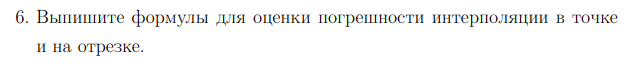 6. Выпишите формулы для оценки погрешности интерполяции в точке
и на отрезке.